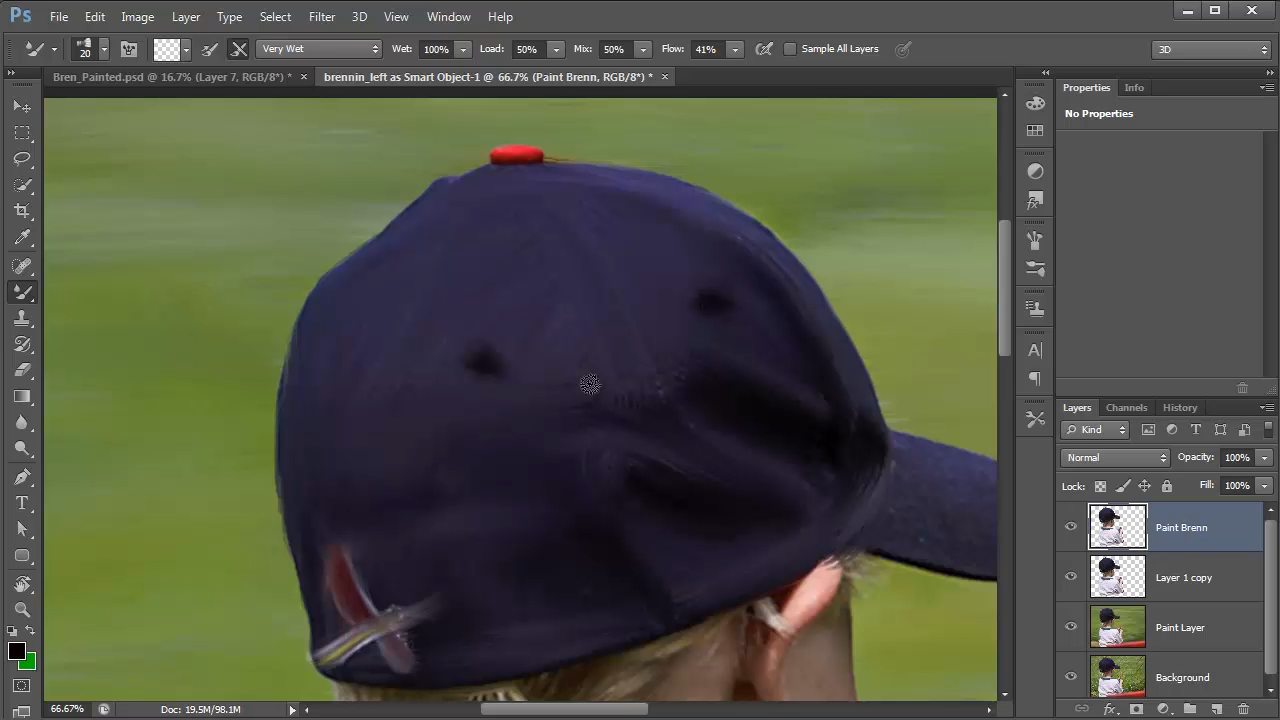 Ps File Edit Image Layer Type Select Filter 3D View Window Help
20 Very Wet Wet: 100% Load: 50% Mix: 50% Flow: 41% Sample All Layers 3D
Bren_Painted.psd @ 16.7% (Layer 7, RGB/8*) * brennin_left as Smart Object-1 @ 66.7% (Paint Brenn, RGB/8*) *
Properties Info
No Properties
Layers Channels History
Kind
Normal Opacity: 100%
Lock: Fill: 100%
Paint Brenn
Layer 1 copy
Paint Layer
Background
66.67% Doc: 19.5M/98.1M